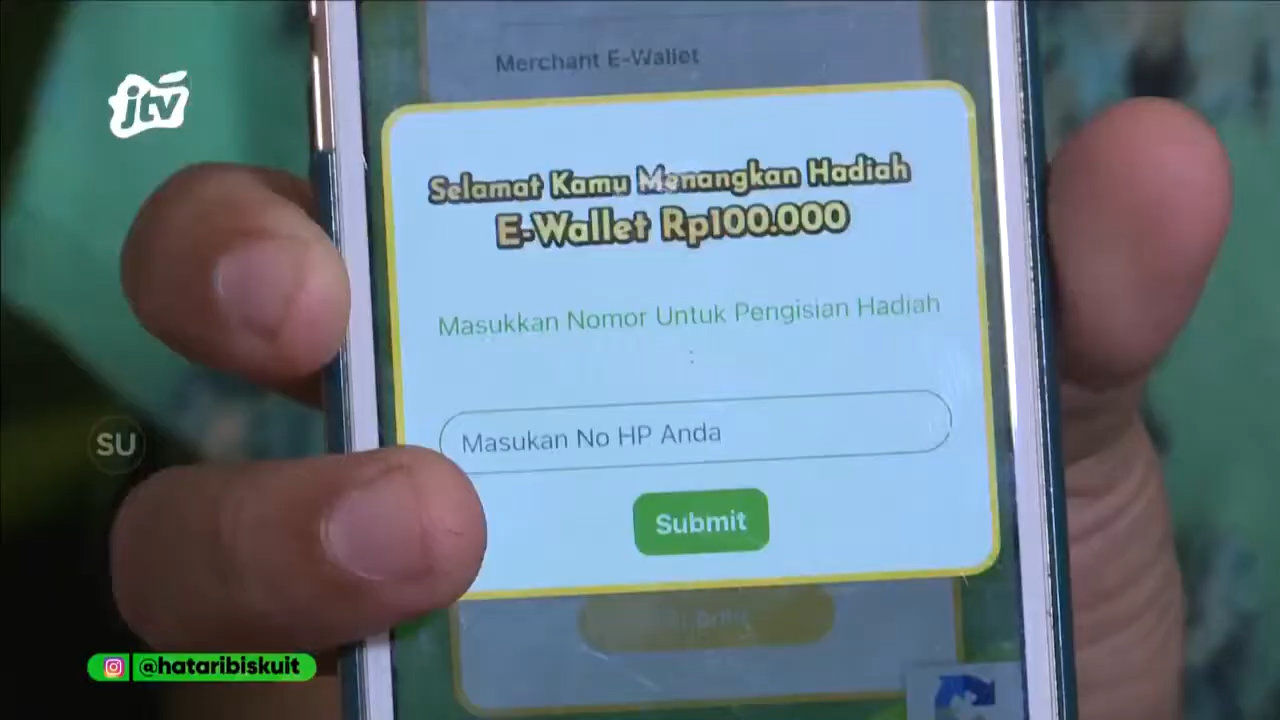 jtv
Merchant E-Wallet
Selamat Kamu Menangkan Hadiah
E-Wallet Rp100.000
Masukkan Nomor Untuk Pengisian Hadiah
:
Masukan No HP Anda
Submit
SU
@hataribiskuit